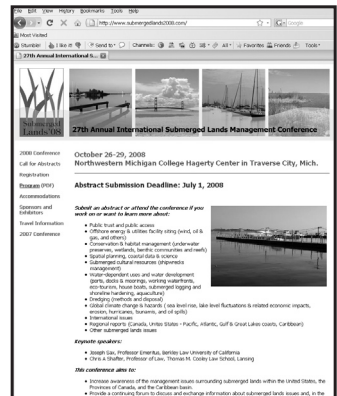 File Edit View History Bookmarks Tools Help
http://www.submergedlands2008.com/
Google
Most Visited
StumbleUpon I like it Send to Channels: All Favorites Friends Tools
27th Annual International S...
Submerged
Lands'08
27th Annual International Submerged Lands Management Conference
2008 Conference
Call for Abstracts
Registration
Program (PDF)
Accommodations
Sponsors and
Exhibitors
Travel Information
2007 Conference
October 26-29, 2008
Northwestern Michigan College Hagerty Center in Traverse City, Mich.
Abstract Submission Deadline: July 1, 2008
Submit an abstract or attend the conference if you
work on or want to learn more about:
Public trust and public access
Offshore energy & utilities facility siting (wind, oil &
gas, and others)
Conservation & habitat management (underwater
preserves, wetlands, benthic communities and reefs)
Spatial planning, coastal data & science
Submerged cultural resources (shipwrecks
management)
Water-dependent uses and water development
(ports, docks & moorings, working waterfronts,
eco-tourism, house boats, submerged logging and
shoreline hardening, aquaculture)
Dredging (methods and disposal)
Global climate change & hazards ( sea level rise, lake level fluctuations & related economic impacts,
erosion, hurricanes, tsunamis, and oil spills)
International issues
Regional reports (Canada, Unites States - Pacific, Atlantic, Gulf & Great Lakes coasts, Caribbean)
Other submerged lands issues
Keynote speakers:
Joseph Sax, Professor Emeritus, Berkley Law University of California
Chris A Shafer, Professor of Law, Thomas M. Cooley Law School, Lansing
This conference aims to:
Increase awareness of the management issues surrounding submerged lands within the United States, the
Provinces of Canada, and the Caribbean basin.
Provide a continuing forum to discuss and exchange information about submerged lands issues and, in the